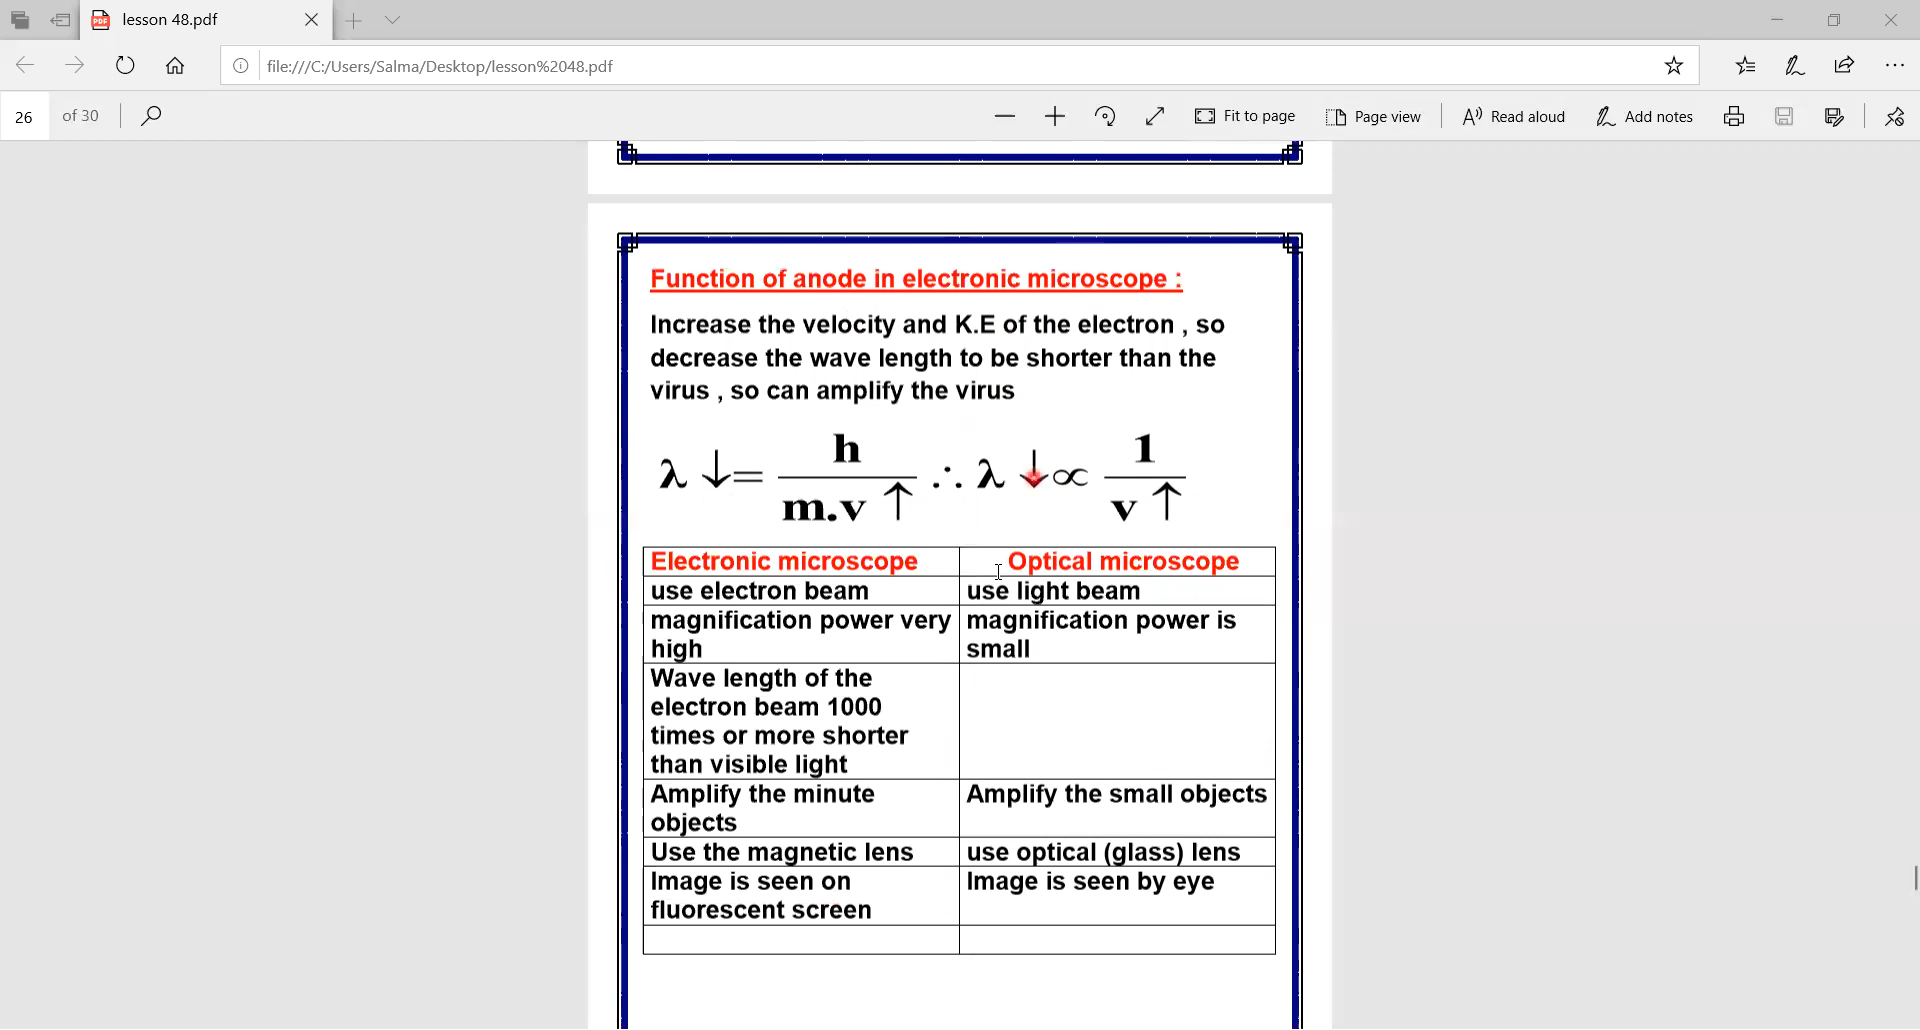 lesson 48.pdf
file:///C:/Users/Salma/Desktop/lesson%2048.pdf
26 of 30
Fit to page
Page view
Read aloud
Add notes
Function of anode in electronic microscope :
Increase the velocity and K.E of the electron , so
decrease the wave length to be shorter than the
virus , so can amplify the virus
λ ↓= h / m.v ↑ ∴ λ ↓∝ 1 / v ↑
Electronic microscope
Optical microscope
use electron beam
use light beam
magnification power very
high
magnification power is
small
Wave length of the
electron beam 1000
times or more shorter
than visible light
Amplify the minute
objects
Amplify the small objects
Use the magnetic lens
use optical (glass) lens
Image is seen on
fluorescent screen
Image is seen by eye